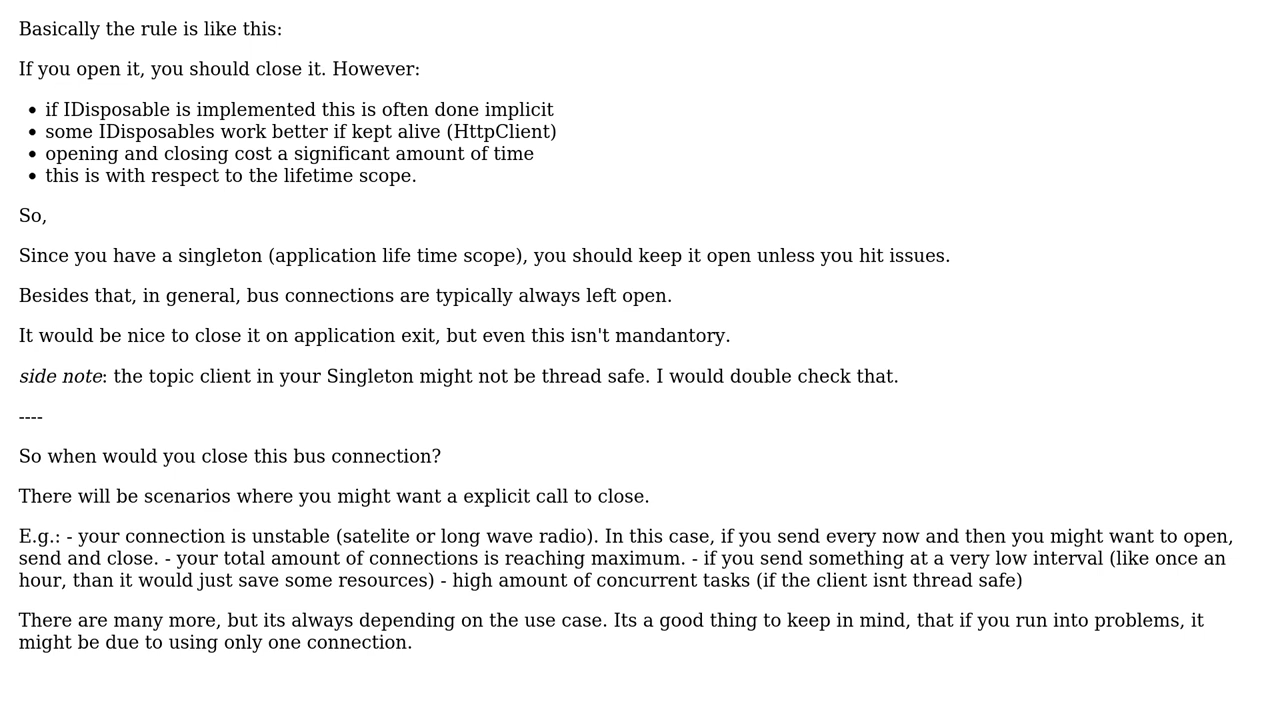 Basically the rule is like this:
If you open it, you should close it. However:
• if IDisposable is implemented this is often done implicit
• some IDisposables work better if kept alive (HttpClient)
• opening and closing cost a significant amount of time
• this is with respect to the lifetime scope.
So,
Since you have a singleton (application life time scope), you should keep it open unless you hit issues.
Besides that, in general, bus connections are typically always left open.
It would be nice to close it on application exit, but even this isn't mandantory.
side note: the topic client in your Singleton might not be thread safe. I would double check that.
----
So when would you close this bus connection?
There will be scenarios where you might want a explicit call to close.
E.g.: - your connection is unstable (satelite or long wave radio). In this case, if you send every now and then you might want to open,
send and close. - your total amount of connections is reaching maximum. - if you send something at a very low interval (like once an
hour, than it would just save some resources) - high amount of concurrent tasks (if the client isnt thread safe)
There are many more, but its always depending on the use case. Its a good thing to keep in mind, that if you run into problems, it
might be due to using only one connection.